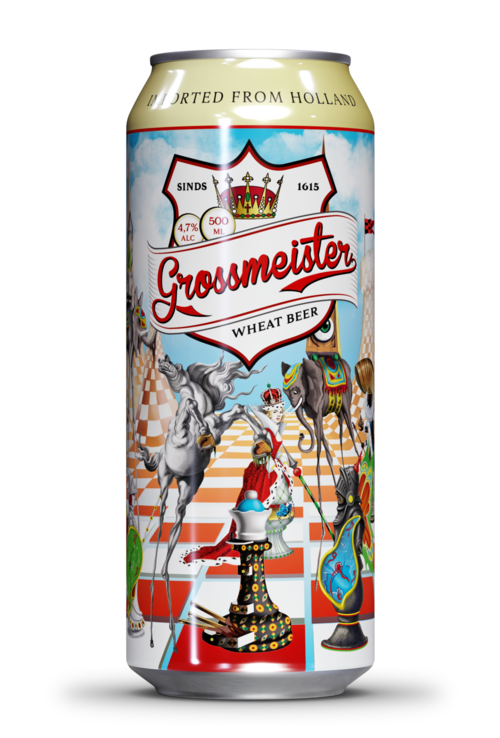 IMPORTED FROM HOLLAND
SINDS 1615
4,7% ALC
500 ML
Grossmeister
WHEAT BEER